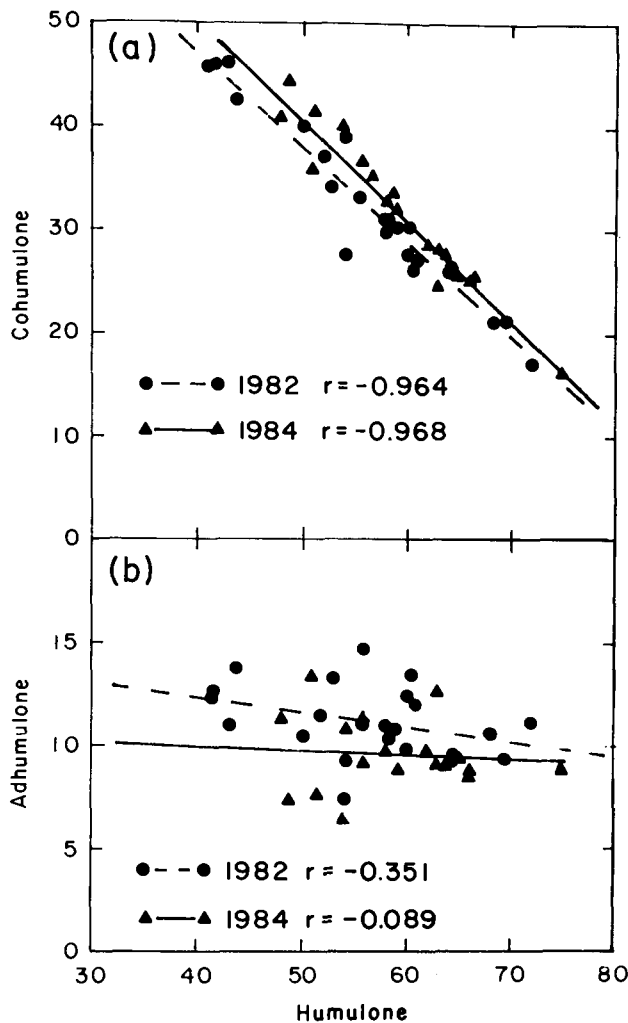 50
(a)
40
30
Cohumulone
20
1982 r=-0.964
1984 r=-0.968
10
0
(b)
15
10
Adhumulone
5
1982 r=-0.351
1984 r=-0.089
0
30 40 50 60 70 80
Humulone